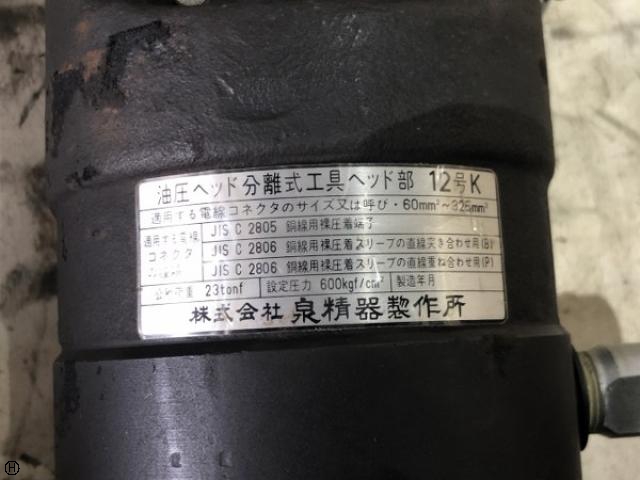 油圧ヘッド分離式工具ヘッド部 12号K
適用する電線コネクタのサイズ又は呼び・60mm²~325mm²
適用する電線コネクタ
JIS C 2805 銅線用裸圧着端子
JIS C 2806 銅線用裸圧着スリーブの直線突き合わせ用(B)
JIS C 2806 銅線用裸圧着スリーブの直線重ね合わせ用(P)
公称荷重 23tonf 設定圧力 600kgf/cm² 製造年月
株式会社 泉精器製作所
H